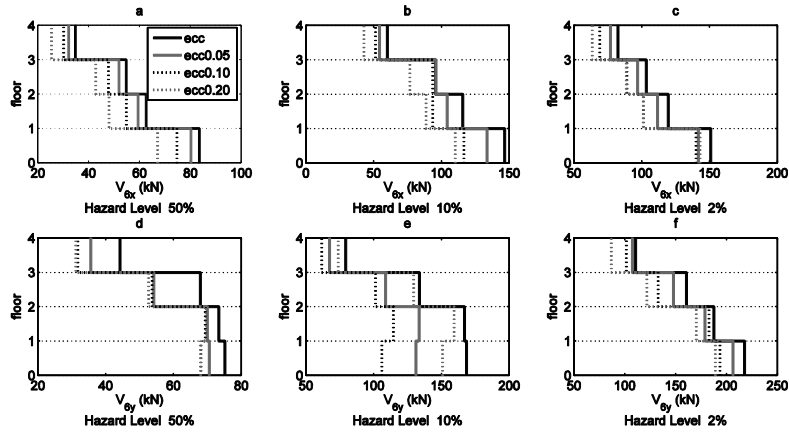 a
b
c
floor
4
3
2
1
0
ecc
ecc0.05
ecc0.10
ecc0.20
20 40 60 80 100
V6x (kN)
Hazard Level 50%
floor
4
3
2
1
0
0 50 100 150
V6x (kN)
Hazard Level 10%
floor
4
3
2
1
0
50 100 150 200
V6x (kN)
Hazard Level 2%
d
e
f
floor
4
3
2
1
0
20 40 60 80
V6y (kN)
Hazard Level 50%
floor
4
3
2
1
0
50 100 150 200
V6y (kN)
Hazard Level 10%
floor
4
3
2
1
0
50 100 150 200 250
V6y (kN)
Hazard Level 2%